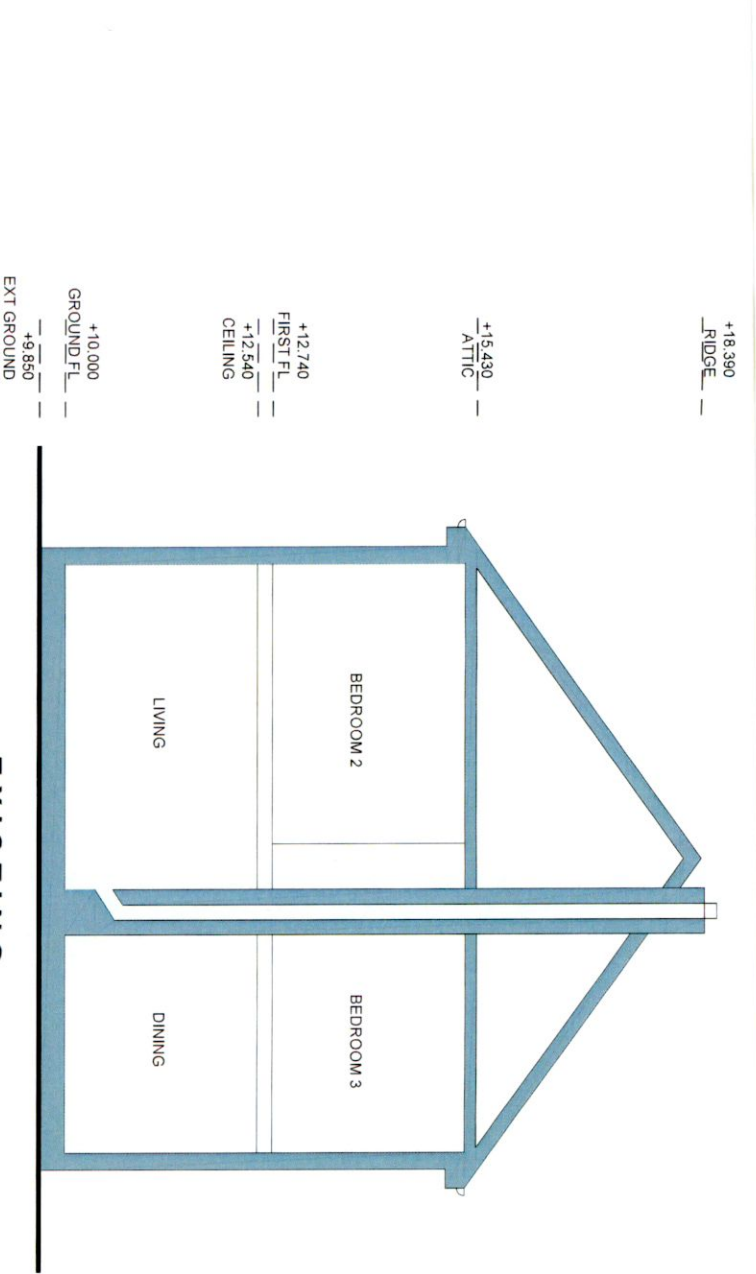 +18.390
RIDGE
+15.430
ATTIC
+12.740
FIRST FL
+12.540
CEILING
+10.000
GROUND FL
+9.850
EXT GROUND
BEDROOM 2
BEDROOM 3
LIVING
DINING